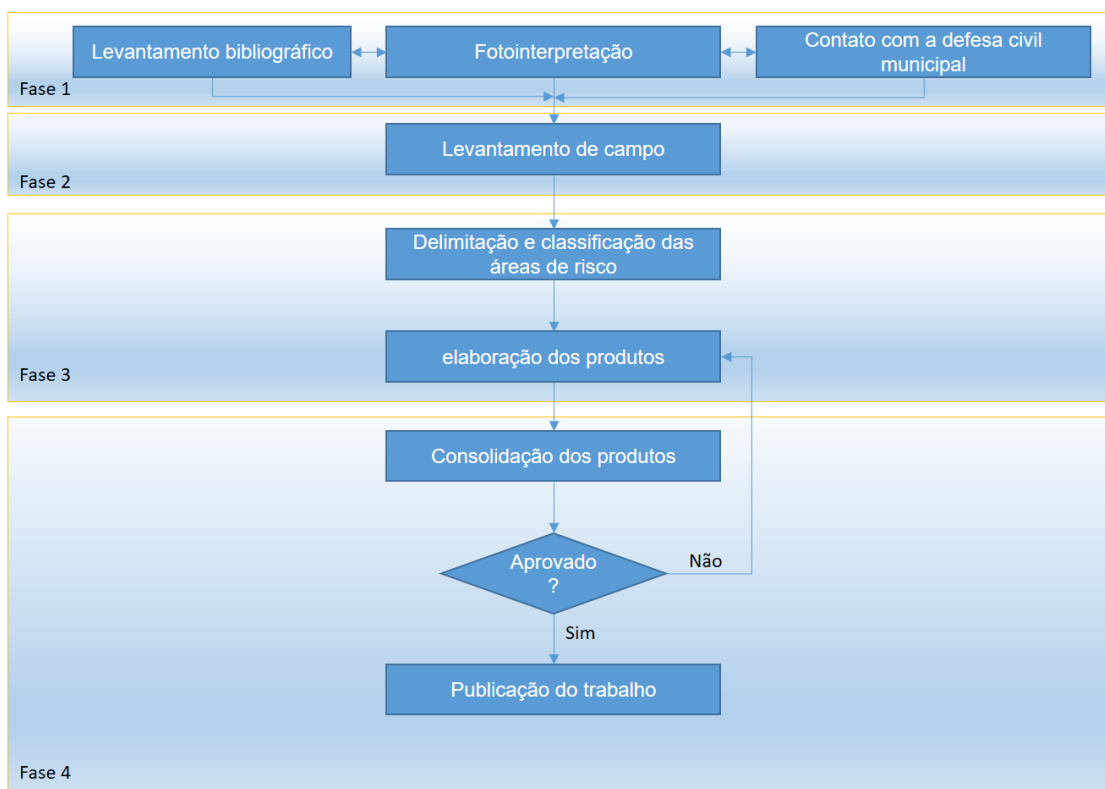 Levantamento bibliográfico
Fotointerpretação
Contato com a defesa civil
municipal
Fase 1
Levantamento de campo
Fase 2
Delimitação e classificação das
áreas de risco
elaboração dos produtos
Fase 3
Consolidação dos produtos
Aprovado
?
Não
Sim
Publicação do trabalho
Fase 4